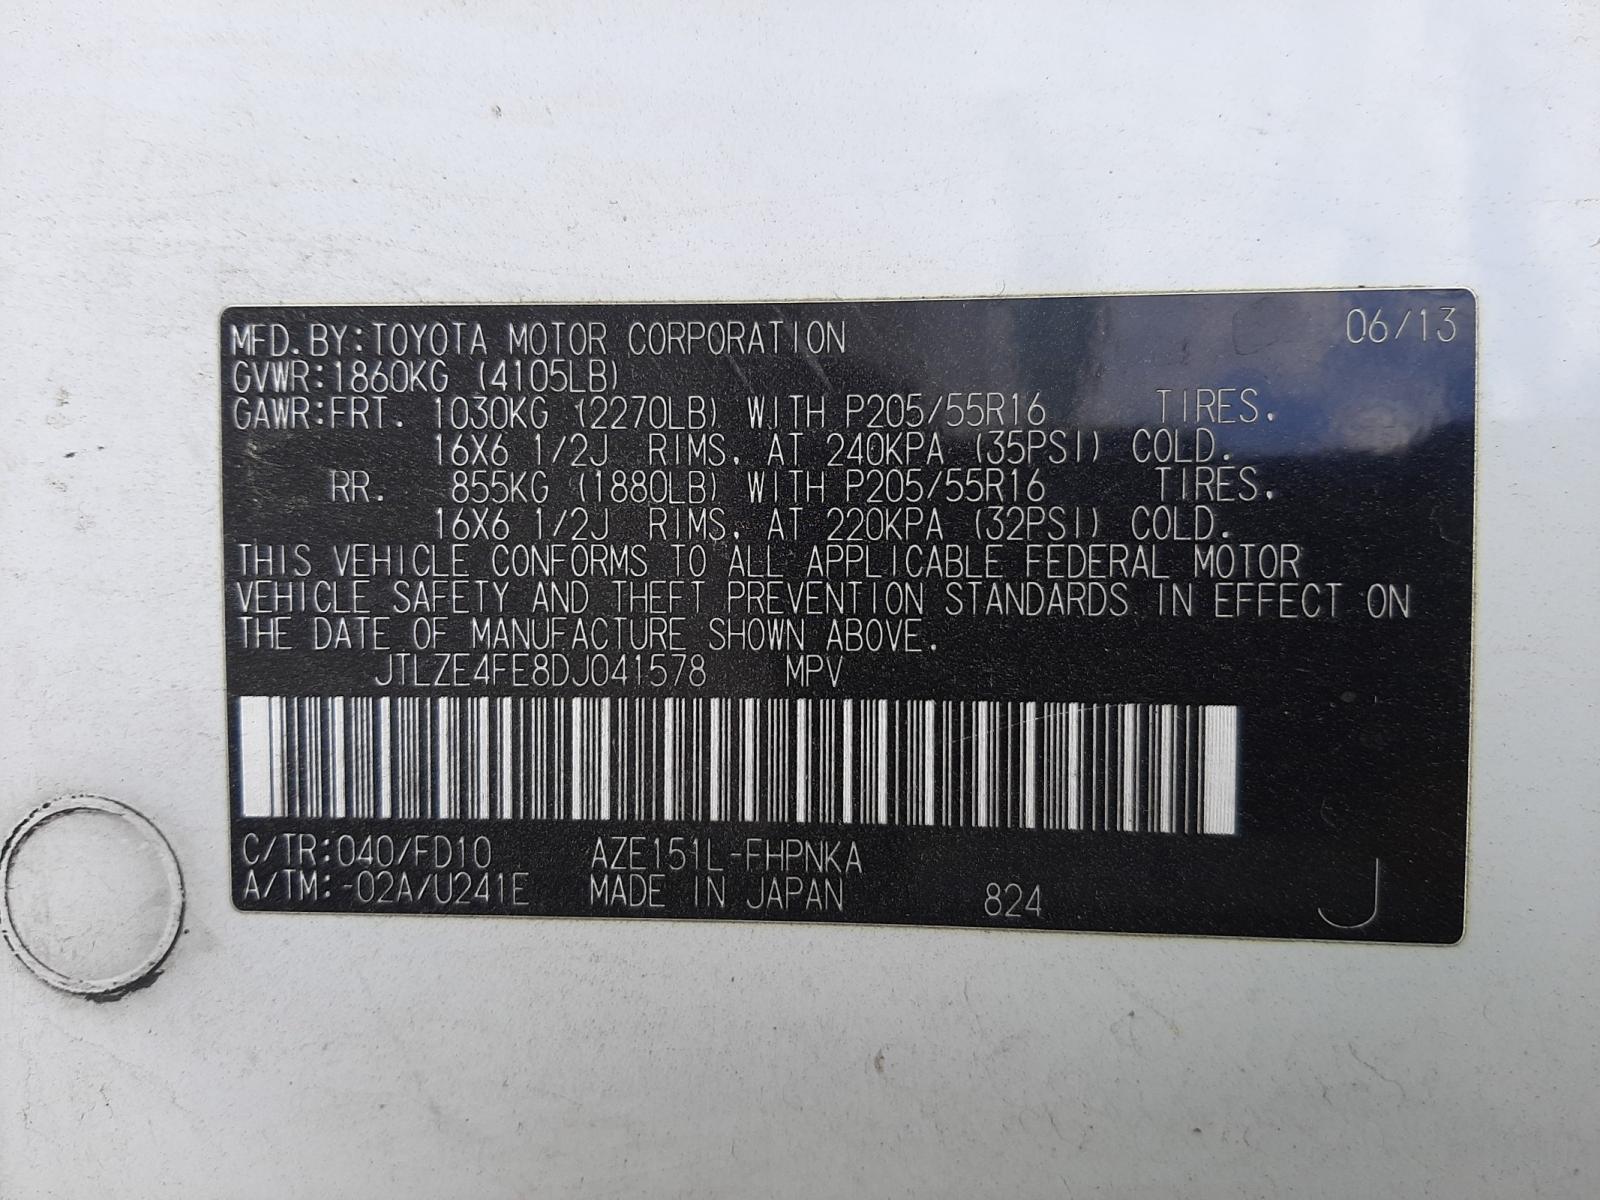 MFD. BY: TOYOTA MOTOR CORPORATION 06/13
GVWR: 1860KG (4105LB)
GAWR: FRT. 1030KG (2270LB) WITH P205/55R16 TIRES.
16X6 1/2J RIMS, AT 240KPA (35PSI) COLD.
RR. 855KG (1880LB) WITH P205/55R16 TIRES.
16X6 1/2J RIMS, AT 220KPA (32PSI) COLD.
THIS VEHICLE CONFORMS TO ALL APPLICABLE FEDERAL MOTOR
VEHICLE SAFETY AND THEFT PREVENTION STANDARDS IN EFFECT ON
THE DATE OF MANUFACTURE SHOWN ABOVE.
JTLZE4FE8DJ041578 MPV
C/TR: 040/FD10 AZE151L-FHPNKA
A/TM: -02A/U241E MADE IN JAPAN 824 J